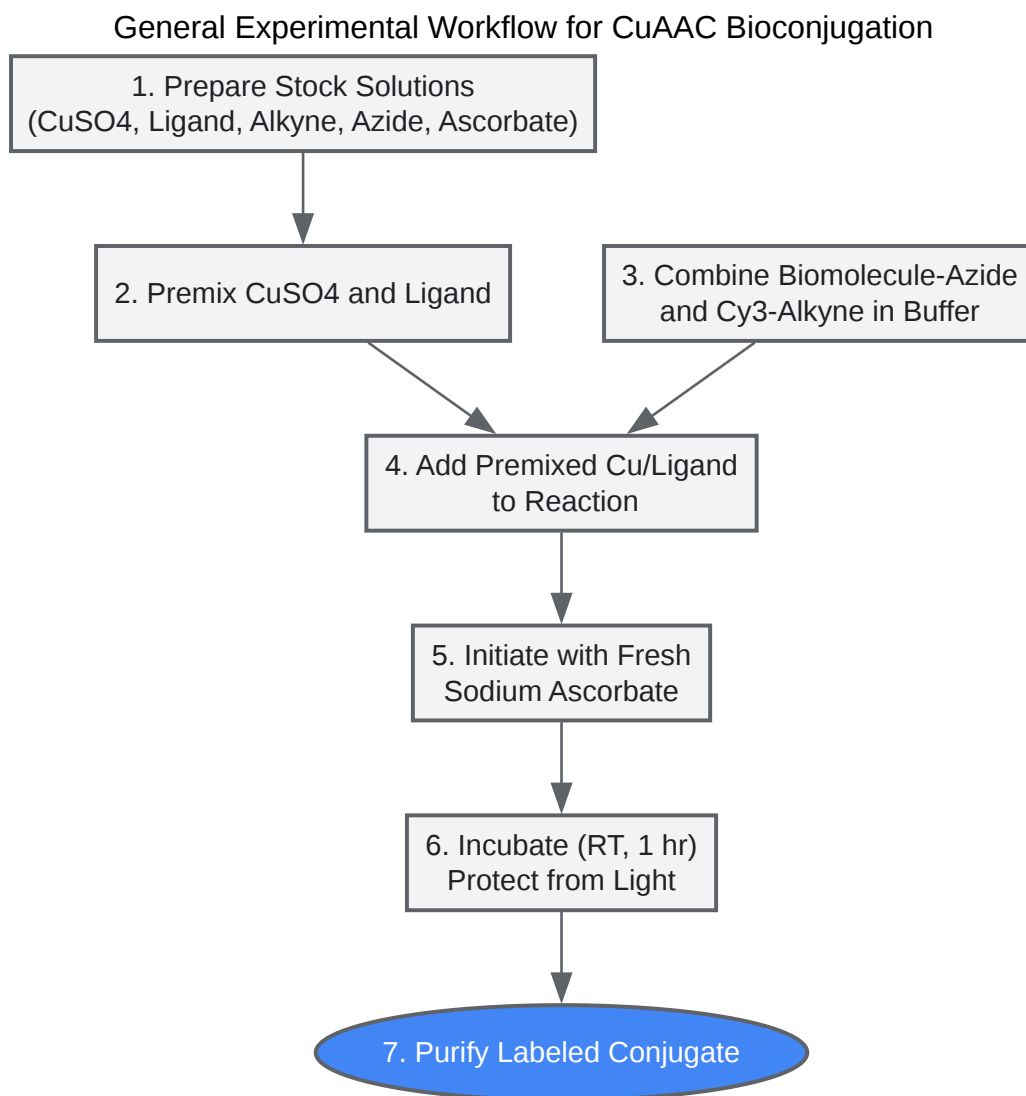 General Experimental Workflow for CuAAC Bioconjugation
1. Prepare Stock Solutions
(CuSO4, Ligand, Alkyne, Azide, Ascorbate)
2. Premix CuSO4 and Ligand
3. Combine Biomolecule-Azide
and Cy3-Alkyne in Buffer
4. Add Premixed Cu/Ligand
to Reaction
5. Initiate with Fresh
Sodium Ascorbate
6. Incubate (RT, 1 hr)
Protect from Light
7. Purify Labeled Conjugate